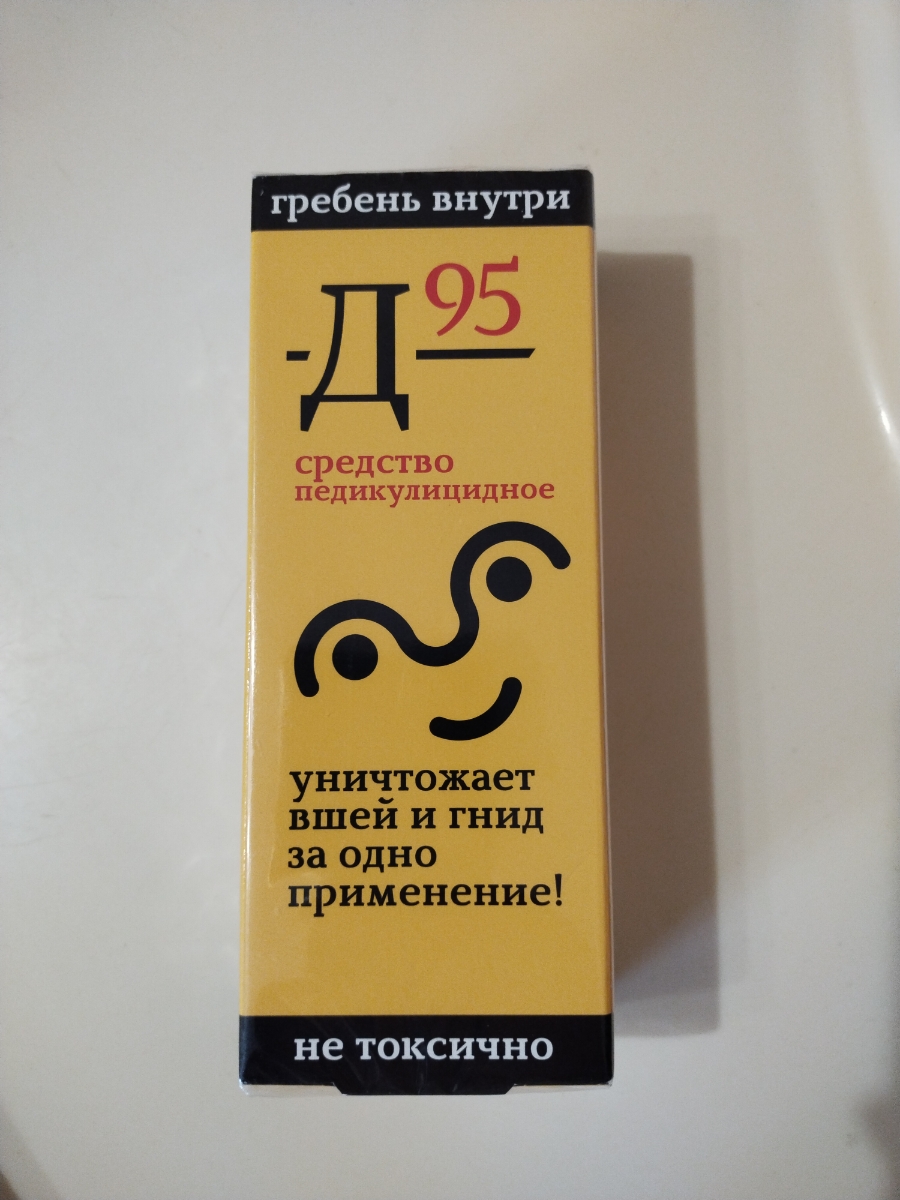 гребень внутри
Д95
средство
педикулицидное
уничтожает
вшей и гнид
за одно
применение!
не токсично